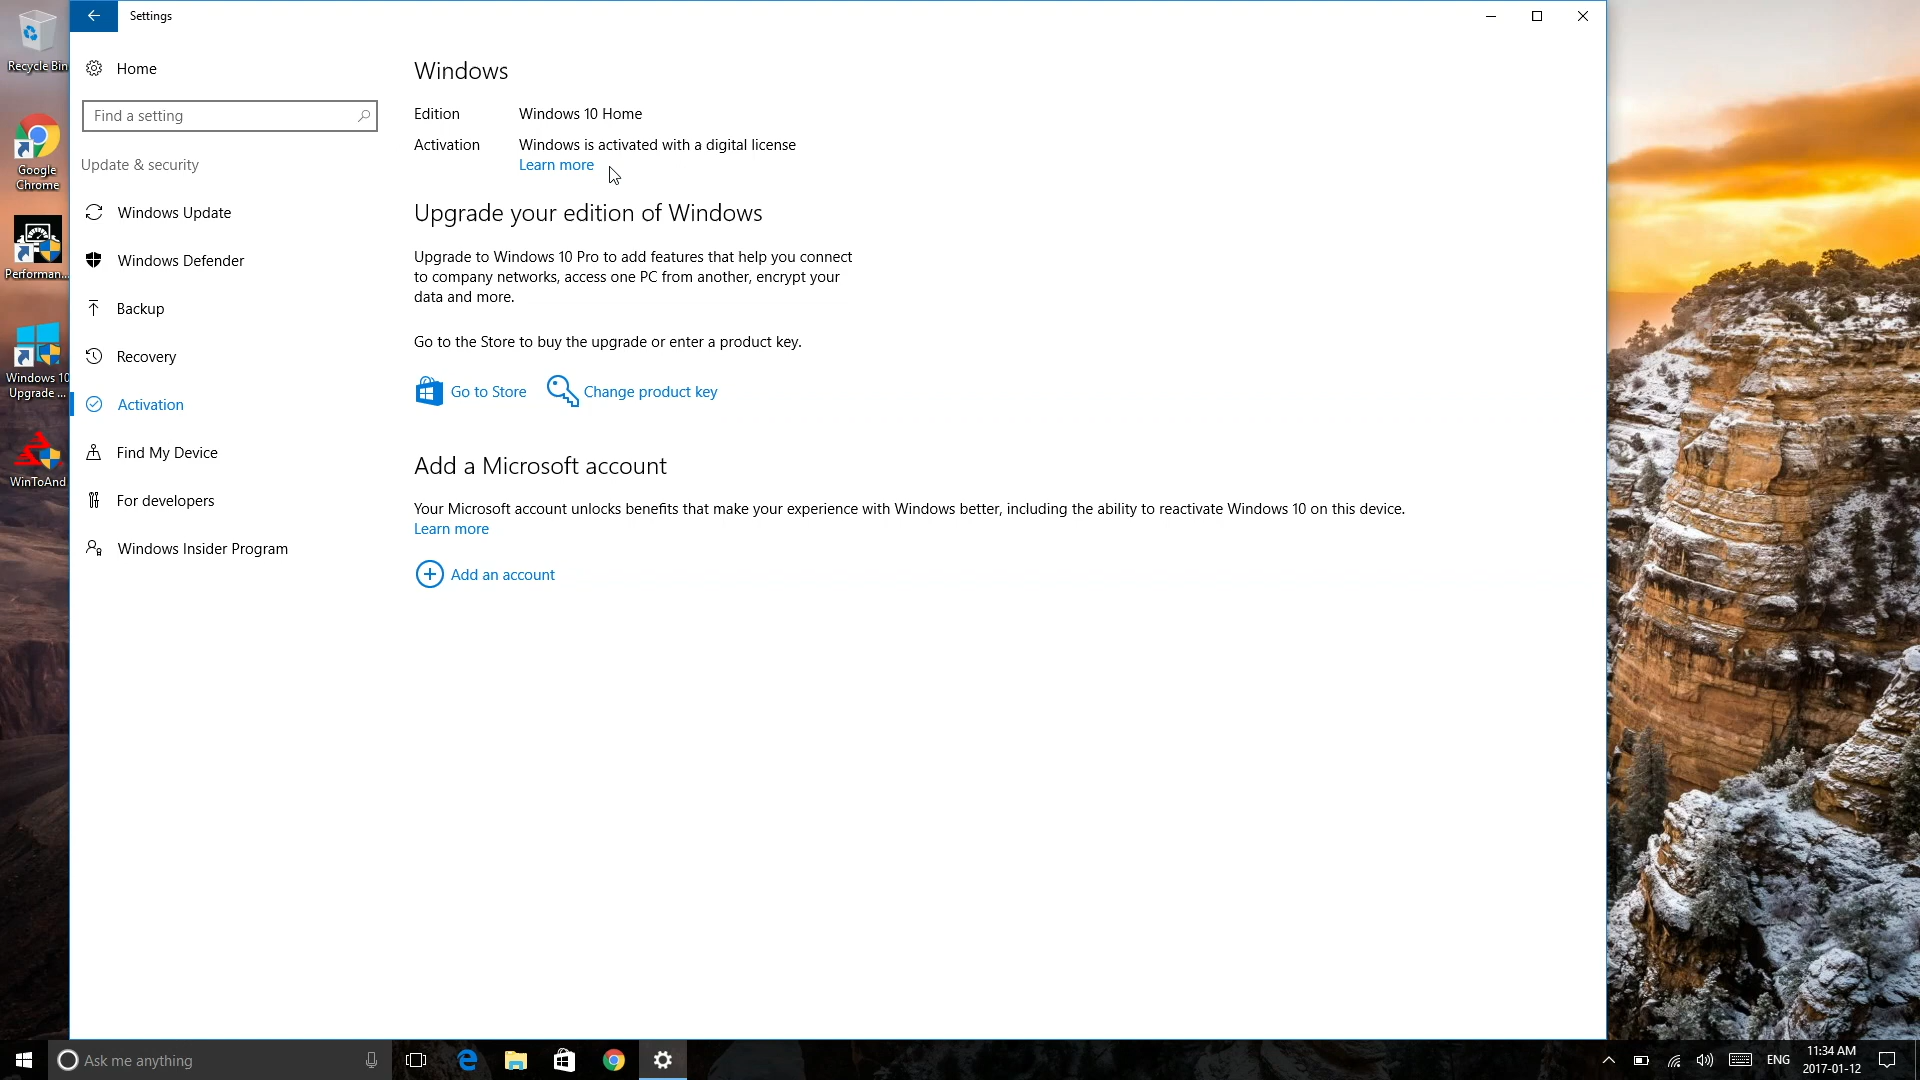 Settings
Recycle Bin
Google
Chrome
Performan...
Windows 10
Upgrade ...
WinToAnd
Home
Find a setting
Update & security
Windows Update
Windows Defender
Backup
Recovery
Activation
Find My Device
For developers
Windows Insider Program
Windows
Edition Windows 10 Home
Activation Windows is activated with a digital license
Learn more
Upgrade your edition of Windows
Upgrade to Windows 10 Pro to add features that help you connect
to company networks, access one PC from another, encrypt your
data and more.
Go to the Store to buy the upgrade or enter a product key.
Go to Store Change product key
Add a Microsoft account
Your Microsoft account unlocks benefits that make your experience with Windows better, including the ability to reactivate Windows 10 on this device.
Learn more
Add an account
Ask me anything
ENG
11:34 AM
2017-01-12